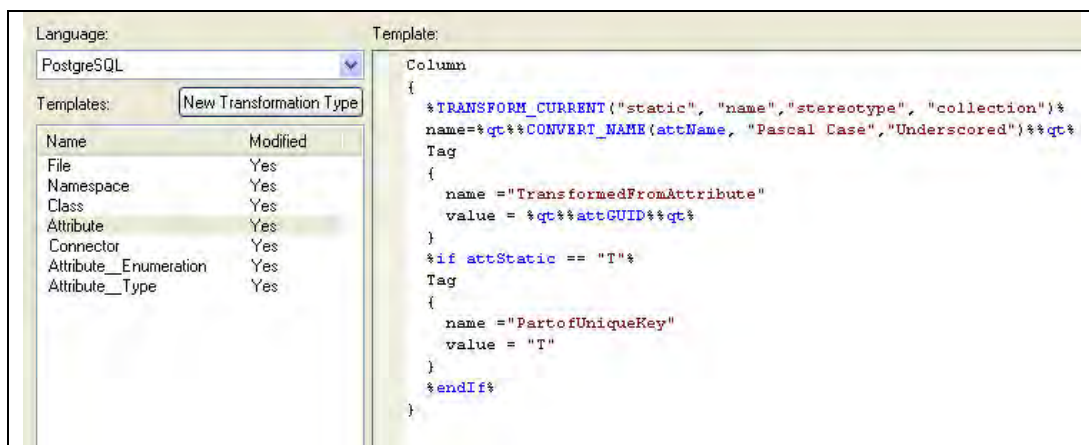 Language:
PostgreSQL
Templates:
New Transformation Type
Name Modified
File Yes
Namespace Yes
Class Yes
Attribute Yes
Connector Yes
Attribute__Enumeration Yes
Attribute__Type Yes
Template:
Column
{
%TRANSFORM_CURRENT("static", "name","stereotype", "collection")%
name=%qt%%CONVERT_NAME(attName, "Pascal Case","Underscored")%%qt%
Tag
{
name ="TransformedFromAttribute"
value = %qt%%attGUID%%qt%
}
%if attStatic == "T"%
Tag
{
name ="PartofUniqueKey"
value = "T"
}
%endIf%
}